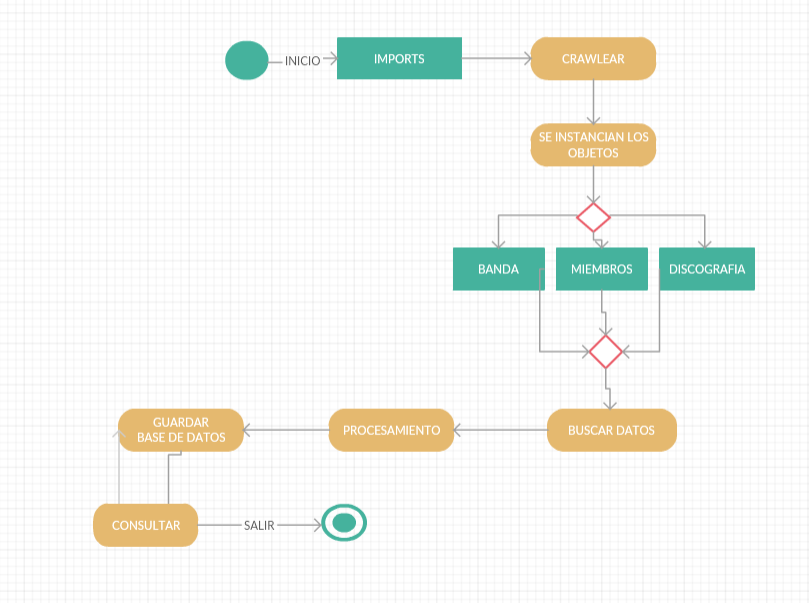 INICIO
IMPORTS
CRAWLEAR
SE INSTANCIAN LOS
OBJETOS
BANDA
MIEMBROS
DISCOGRAFIA
GUARDAR
BASE DE DATOS
PROCESAMIENTO
BUSCAR DATOS
CONSULTAR
SALIR